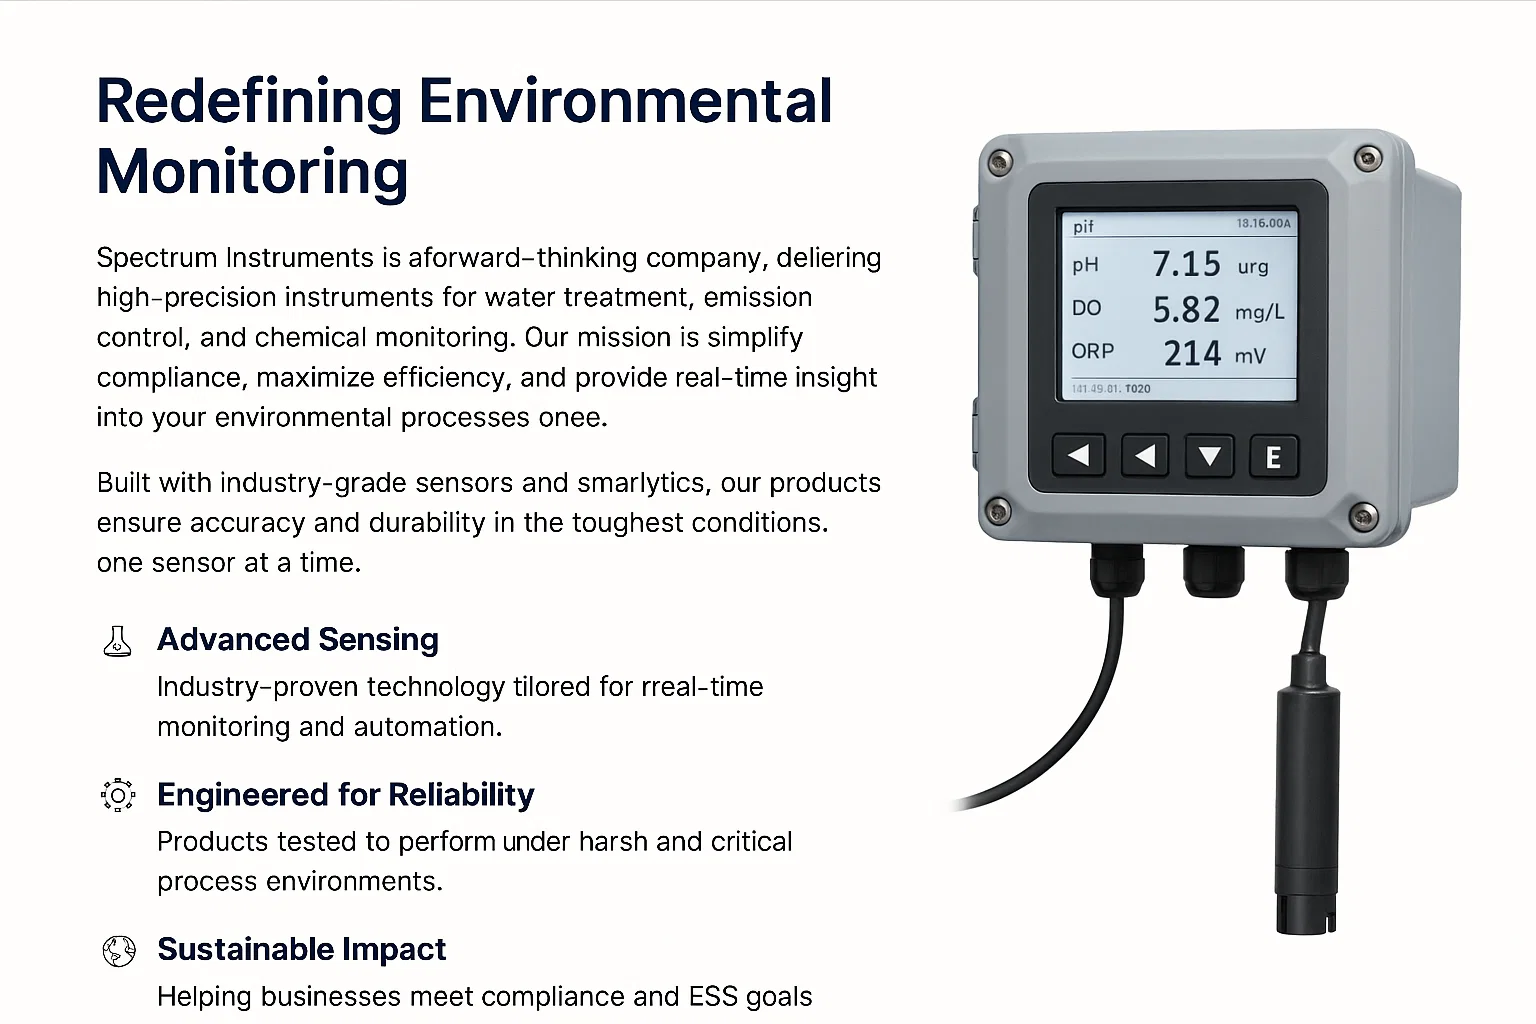 Redefining Environmental
Monitoring
Spectrum Instruments is aforward-thinking company, deliering
high-precision instruments for water treatment, emission
control, and chemical monitoring. Our mission is simplify
compliance, maximize efficiency, and provide real-time insight
into your environmental processes onee.
Built with industry-grade sensors and smarlytics, our products
ensure accuracy and durability in the toughest conditions.
one sensor at a time.
Advanced Sensing
Industry-proven technology tilored for rreal-time
monitoring and automation.
Engineered for Reliability
Products tested to perform under harsh and critical
process environments.
Sustainable Impact
Helping businesses meet compliance and ESS goals
pif 18.16.00A
pH 7.15 urg
DO 5.82 mg/L
ORP 214 mV
141.49.01. T020
E